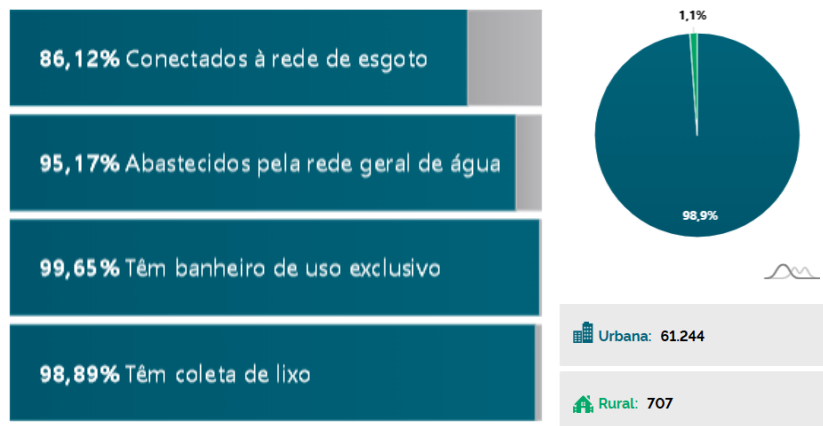 86,12% Conectados à rede de esgoto
95,17% Abastecidos pela rede geral de água
99,65% Têm banheiro de uso exclusivo
98,89% Têm coleta de lixo
1,1%
98,9%
Urbana: 61.244
Rural: 707